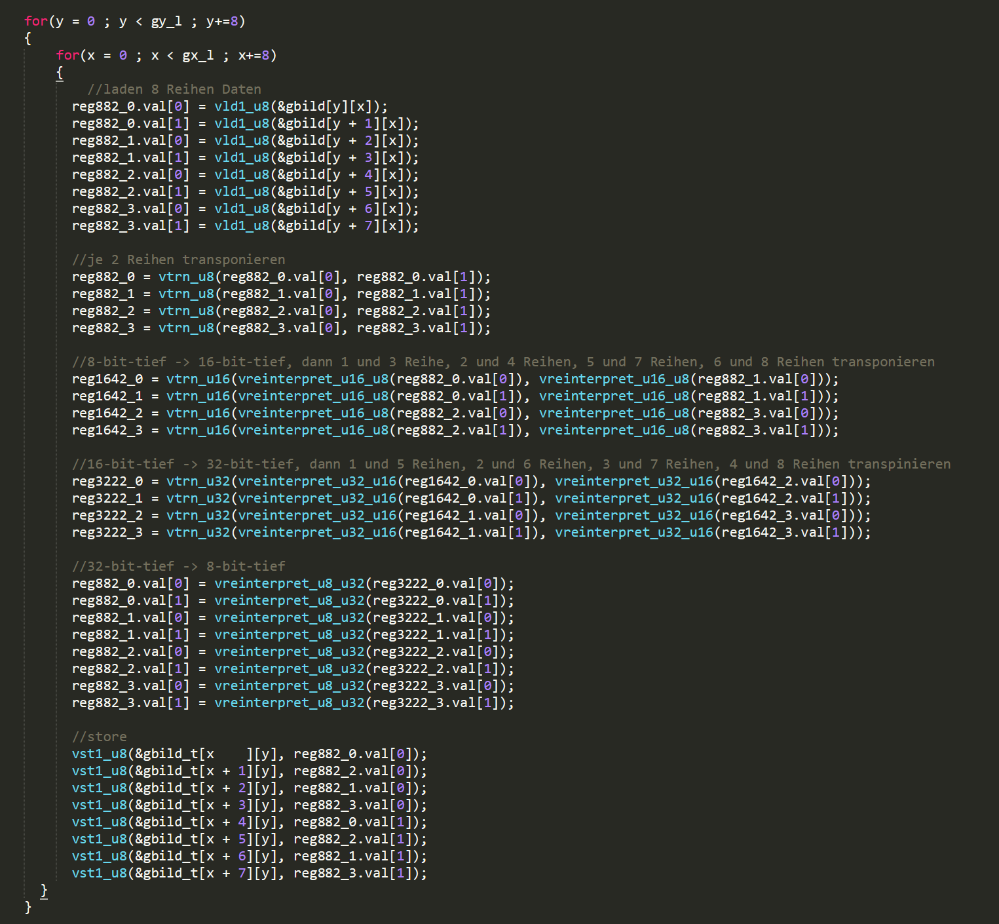 for(y = 0 ; y < gy_l ; y+=8)
{
    for(x = 0 ; x < gx_l ; x+=8)
    {
        //laden 8 Reihen Daten
      reg882_0.val[0] = vld1_u8(&gbild[y][x]);
      reg882_0.val[1] = vld1_u8(&gbild[y + 1][x]);
      reg882_1.val[0] = vld1_u8(&gbild[y + 2][x]);
      reg882_1.val[1] = vld1_u8(&gbild[y + 3][x]);
      reg882_2.val[0] = vld1_u8(&gbild[y + 4][x]);
      reg882_2.val[1] = vld1_u8(&gbild[y + 5][x]);
      reg882_3.val[0] = vld1_u8(&gbild[y + 6][x]);
      reg882_3.val[1] = vld1_u8(&gbild[y + 7][x]);

      //je 2 Reihen transponieren
      reg882_0 = vtrn_u8(reg882_0.val[0], reg882_0.val[1]);
      reg882_1 = vtrn_u8(reg882_1.val[0], reg882_1.val[1]);
      reg882_2 = vtrn_u8(reg882_2.val[0], reg882_2.val[1]);
      reg882_3 = vtrn_u8(reg882_3.val[0], reg882_3.val[1]);

      //8-bit-tief -> 16-bit-tief, dann 1 und 3 Reihe, 2 und 4 Reihen, 5 und 7 Reihen, 6 und 8 Reihen transponieren
      reg1642_0 = vtrn_u16(vreinterpret_u16_u8(reg882_0.val[0]), vreinterpret_u16_u8(reg882_1.val[0]));
      reg1642_1 = vtrn_u16(vreinterpret_u16_u8(reg882_0.val[1]), vreinterpret_u16_u8(reg882_1.val[1]));
      reg1642_2 = vtrn_u16(vreinterpret_u16_u8(reg882_2.val[0]), vreinterpret_u16_u8(reg882_3.val[0]));
      reg1642_3 = vtrn_u16(vreinterpret_u16_u8(reg882_2.val[1]), vreinterpret_u16_u8(reg882_3.val[1]));

      //16-bit-tief -> 32-bit-tief, dann 1 und 5 Reihen, 2 und 6 Reihen, 3 und 7 Reihen, 4 und 8 Reihen transpinieren
      reg3222_0 = vtrn_u32(vreinterpret_u32_u16(reg1642_0.val[0]), vreinterpret_u32_u16(reg1642_2.val[0]));
      reg3222_1 = vtrn_u32(vreinterpret_u32_u16(reg1642_0.val[1]), vreinterpret_u32_u16(reg1642_2.val[1]));
      reg3222_2 = vtrn_u32(vreinterpret_u32_u16(reg1642_1.val[0]), vreinterpret_u32_u16(reg1642_3.val[0]));
      reg3222_3 = vtrn_u32(vreinterpret_u32_u16(reg1642_1.val[1]), vreinterpret_u32_u16(reg1642_3.val[1]));

      //32-bit-tief -> 8-bit-tief
      reg882_0.val[0] = vreinterpret_u8_u32(reg3222_0.val[0]);
      reg882_0.val[1] = vreinterpret_u8_u32(reg3222_0.val[1]);
      reg882_1.val[0] = vreinterpret_u8_u32(reg3222_1.val[0]);
      reg882_1.val[1] = vreinterpret_u8_u32(reg3222_1.val[1]);
      reg882_2.val[0] = vreinterpret_u8_u32(reg3222_2.val[0]);
      reg882_2.val[1] = vreinterpret_u8_u32(reg3222_2.val[1]);
      reg882_3.val[0] = vreinterpret_u8_u32(reg3222_3.val[0]);
      reg882_3.val[1] = vreinterpret_u8_u32(reg3222_3.val[1]);

      //store
      vst1_u8(&gbild_t[x    ][y], reg882_0.val[0]);
      vst1_u8(&gbild_t[x + 1][y], reg882_2.val[0]);
      vst1_u8(&gbild_t[x + 2][y], reg882_1.val[0]);
      vst1_u8(&gbild_t[x + 3][y], reg882_3.val[0]);
      vst1_u8(&gbild_t[x + 4][y], reg882_0.val[1]);
      vst1_u8(&gbild_t[x + 5][y], reg882_2.val[1]);
      vst1_u8(&gbild_t[x + 6][y], reg882_1.val[1]);
      vst1_u8(&gbild_t[x + 7][y], reg882_3.val[1]);
  }
}